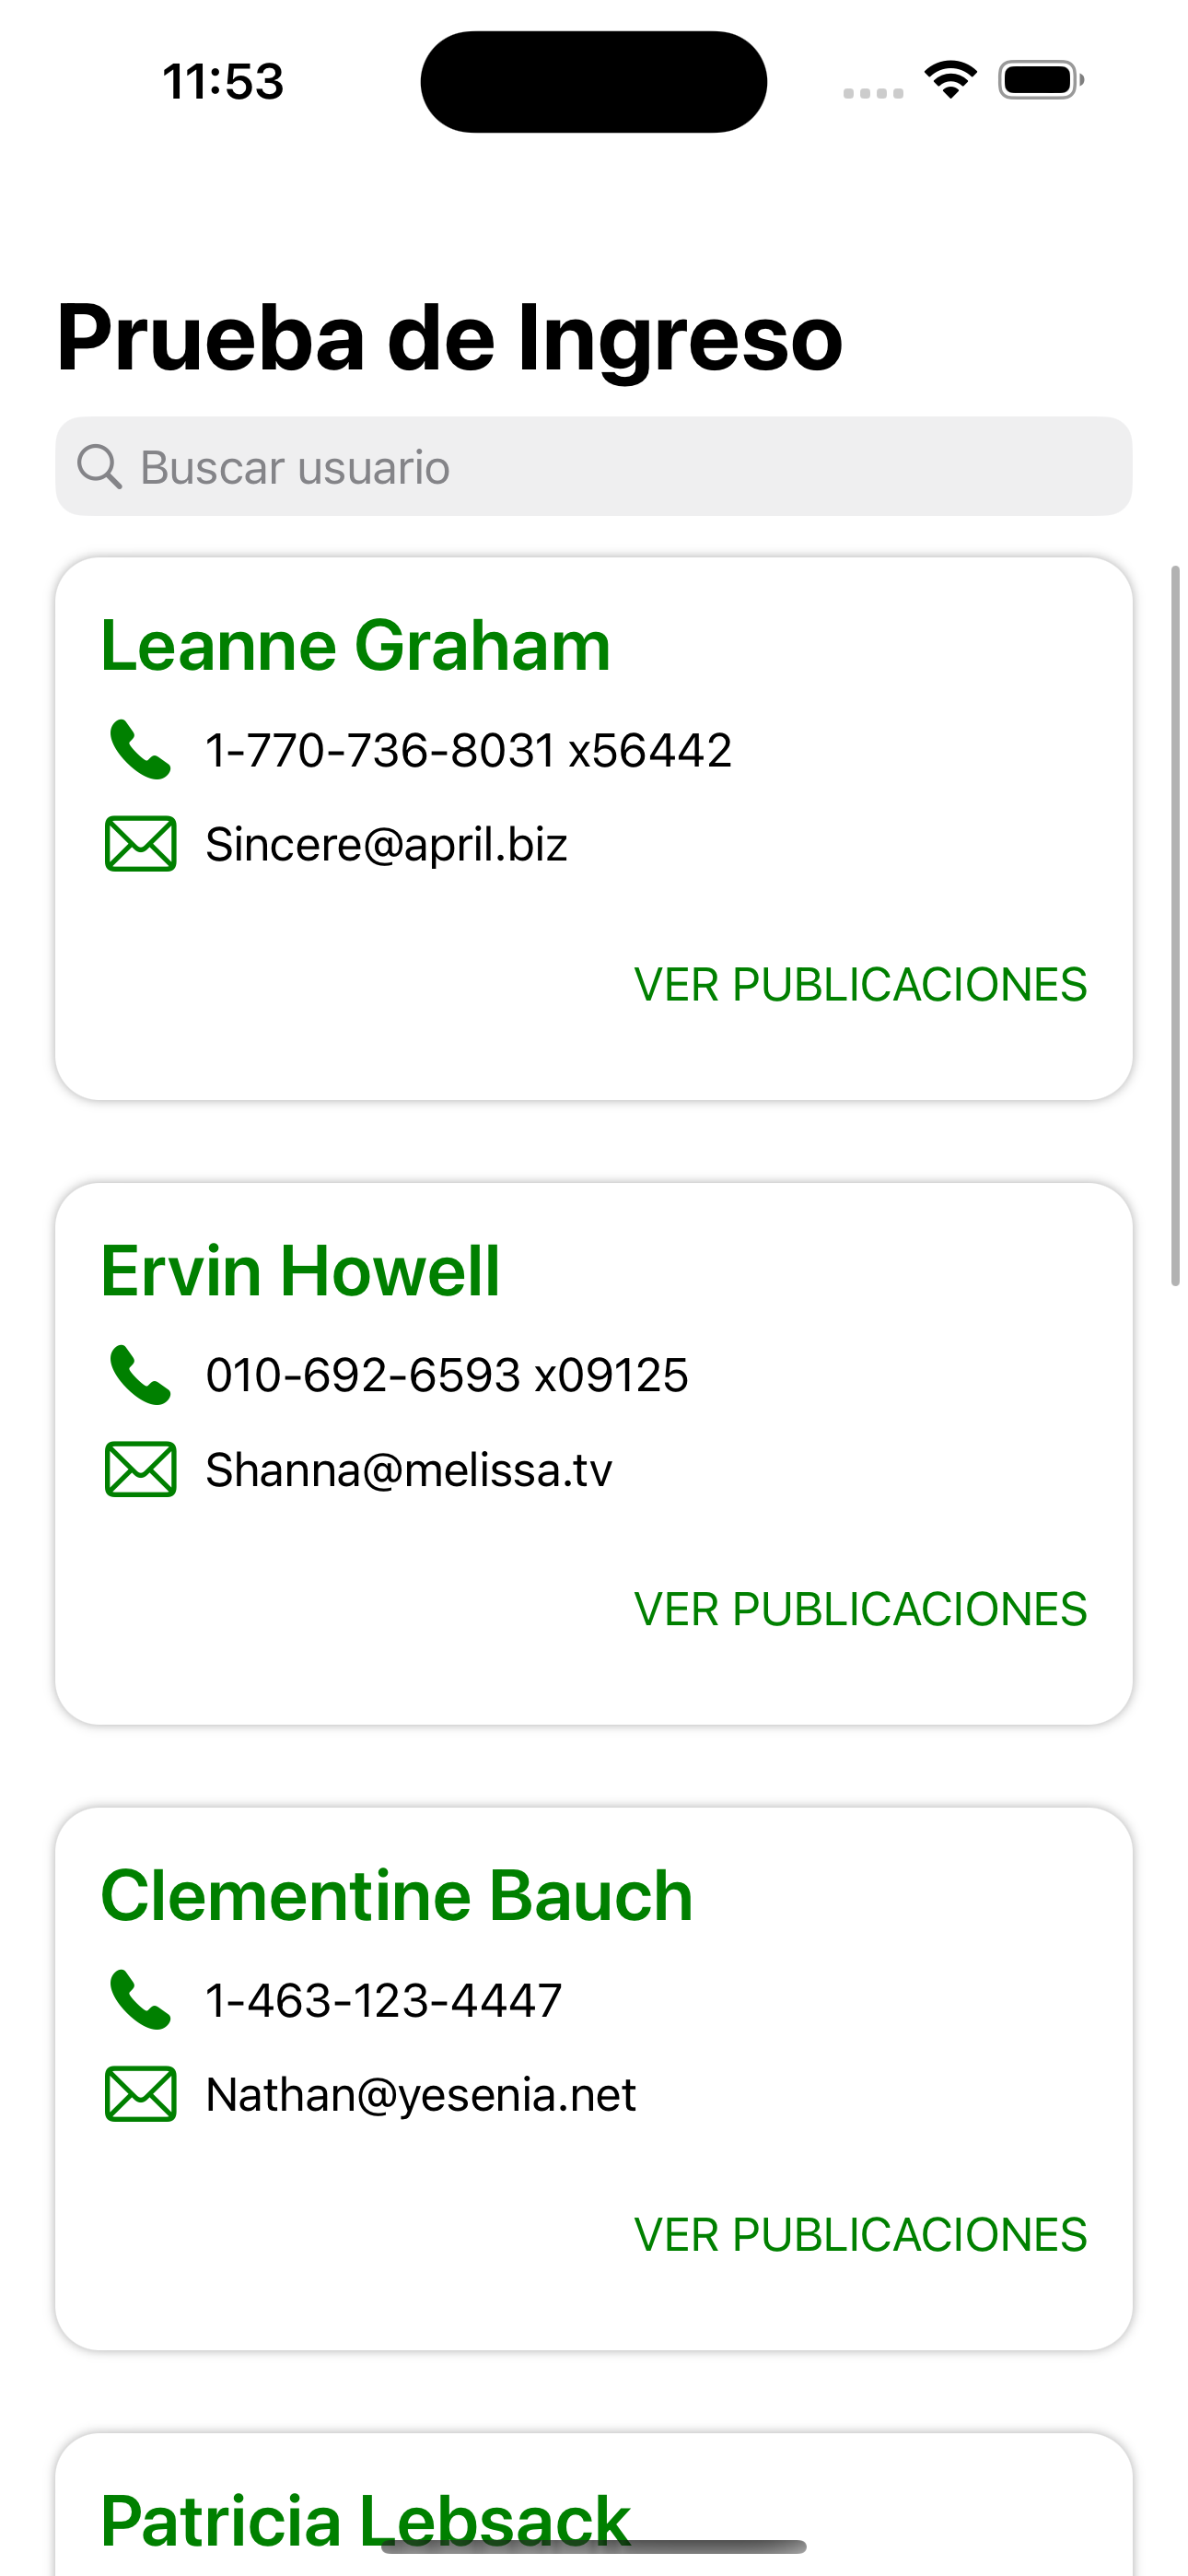 11:53
Prueba de Ingreso
Buscar usuario
Leanne Graham
1-770-736-8031 x56442
Sincere@april.biz
VER PUBLICACIONES
Ervin Howell
010-692-6593 x09125
Shanna@melissa.tv
VER PUBLICACIONES
Clementine Bauch
1-463-123-4447
Nathan@yesenia.net
VER PUBLICACIONES
Patricia Lebsack